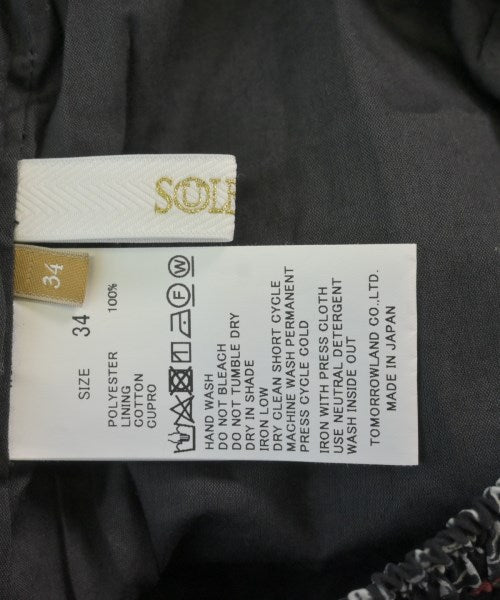 SOLE
34
SIZE 34
POLYESTER 100%
LINING
COTTON
CUPRO
HAND WASH
DO NOT BLEACH
DO NOT TUMBLE DRY
DRY IN SHADE
IRON LOW
DRY CLEAN SHORT CYCLE
MACHINE WASH PERMANENT
PRESS CYCLE COLD
IRON WITH PRESS CLOTH
USE NEUTRAL DETERGENT
WASH INSIDE OUT
TOMORROWLAND CO.,LTD.
MADE IN JAPAN